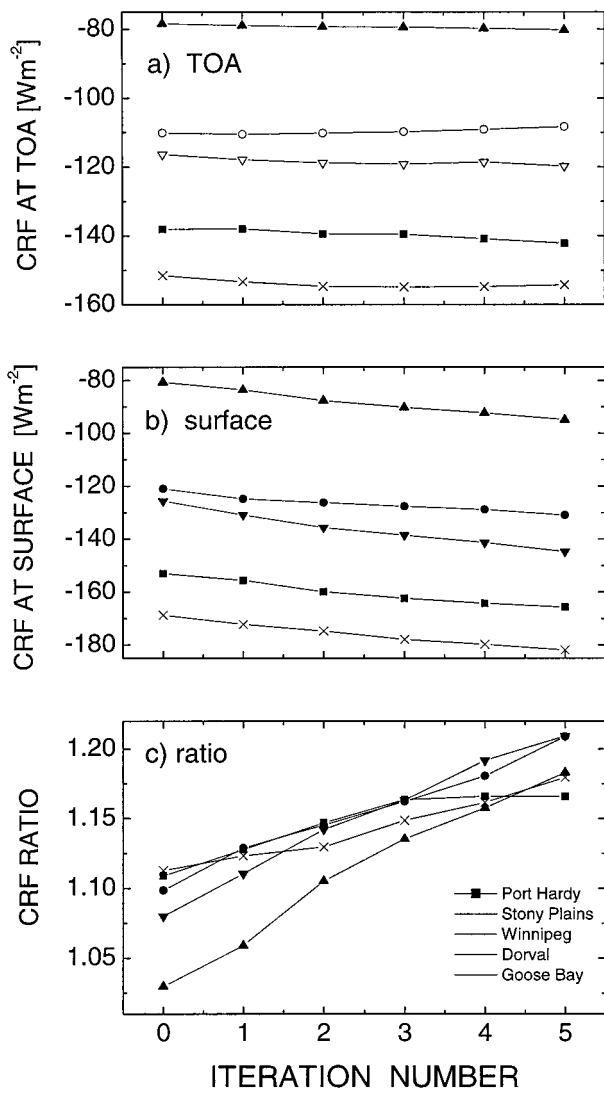 -80
-100
-120
-140
-160
CRF AT TOA [Wm-2]
a) TOA
-80
-100
-120
-140
-160
-180
CRF AT SURFACE [Wm-2]
b) surface
1.20
1.15
1.10
1.05
CRF RATIO
c) ratio
Port Hardy
Stony Plains
Winnipeg
Dorval
Goose Bay
0 1 2 3 4 5
ITERATION NUMBER